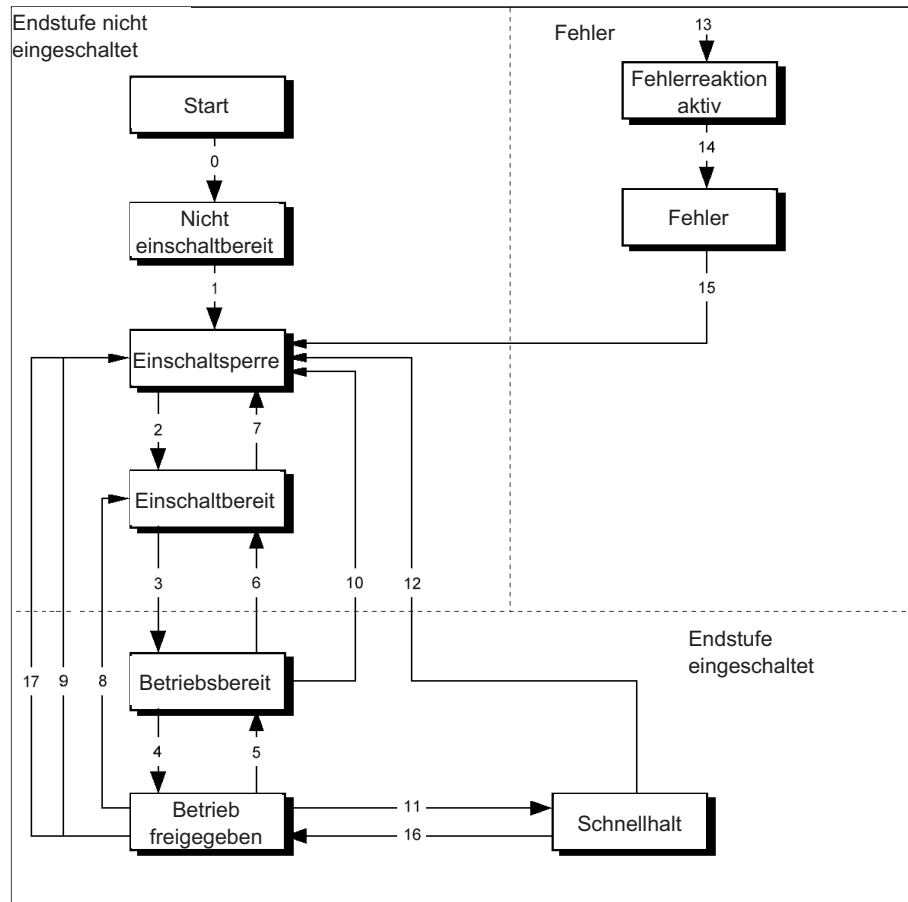 Endstufe nicht
eingeschaltet
Fehler
13
Start
Fehlerreaktion
aktiv
0
14
Nicht
einschaltbereit
Fehler
1
15
Einschaltsperre
2
7
Einschaltbereit
3
6
10
12
Endstufe
eingeschaltet
17
9
8
Betriebsbereit
4
5
Betrieb
freigegeben
11
16
Schnellhalt